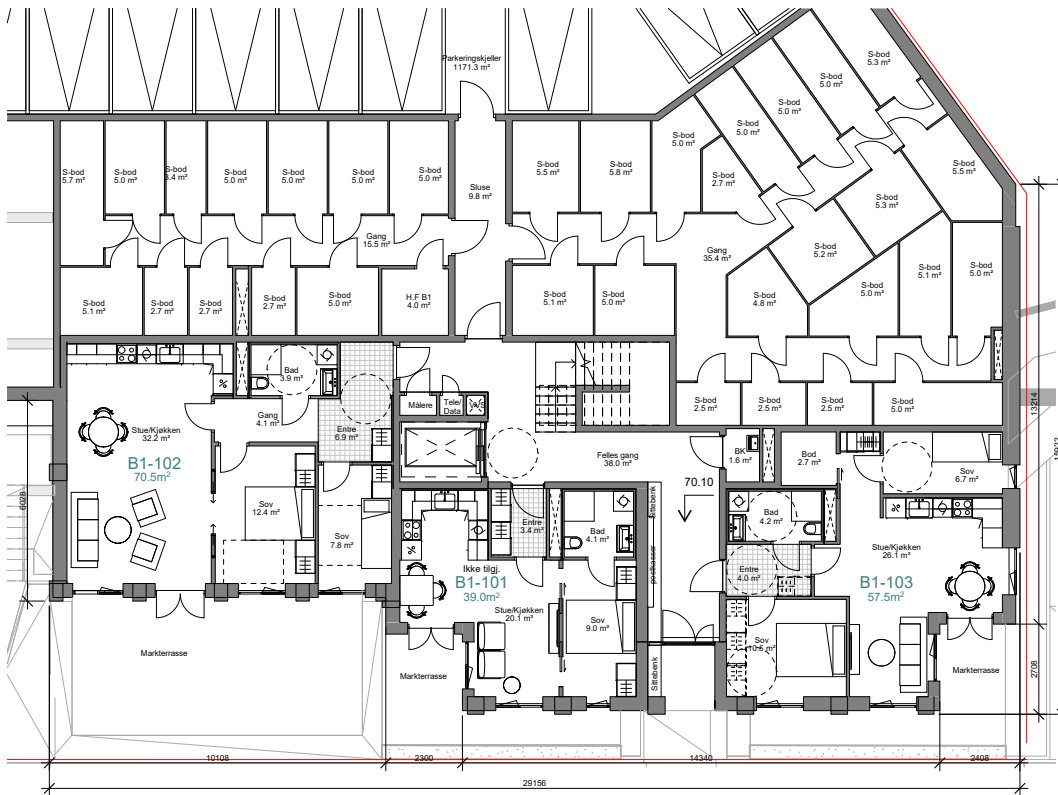 Parkeringskjeller
1171.3 m²
S-bod
5.3 m²
S-bod
5.0 m²
S-bod
5.0 m²
S-bod
5.0 m²
S-bod
5.0 m²
S-bod
2.7 m²
S-bod
5.7 m²
S-bod
5.0 m²
S-bod
3.4 m²
S-bod
5.0 m²
S-bod
5.0 m²
S-bod
5.0 m²
S-bod
5.0 m²
Sluse
9.8 m²
S-bod
5.5 m²
S-bod
5.8 m²
S-bod
5.5 m²
S-bod
5.3 m²
Gang
15.5 m²
Gang
35.4 m²
S-bod
5.2 m²
S-bod
5.1 m²
S-bod
5.0 m²
S-bod
5.0 m²
S-bod
4.8 m²
S-bod
5.1 m²
S-bod
2.7 m²
S-bod
2.7 m²
S-bod
2.7 m²
S-bod
5.0 m²
H.F B1
4.0 m²
S-bod
5.1 m²
S-bod
5.0 m²
S-bod
2.5 m²
S-bod
2.5 m²
S-bod
2.5 m²
S-bod
5.0 m²
Bad
3.9 m²
Gang
4.1 m²
Entre
6.9 m²
Målere
Tele/
Data
V/S
Stue/Kjøkken
32.2 m²
B1-102
70.5m²
Sov
12.4 m²
Sov
7.8 m²
Felles gang
38.0 m²
BK
1.6 m²
Bod
2.7 m²
Sov
6.7 m²
70.10
Sittebenk
postkasser
Entre
3.4 m²
Bad
4.1 m²
Bad
4.2 m²
Stue/Kjøkken
26.1 m²
B1-103
57.5m²
Ikke tilgj.
B1-101
39.0m²
Stue/Kjøkken
20.1 m²
Sov
9.0 m²
Entre
4.0 m²
Sov
10.5 m²
Markterrasse
Markterrasse
Markterrasse
Sittebenk
6028
13214
16922
2708
10108
2300
14340
2408
29156